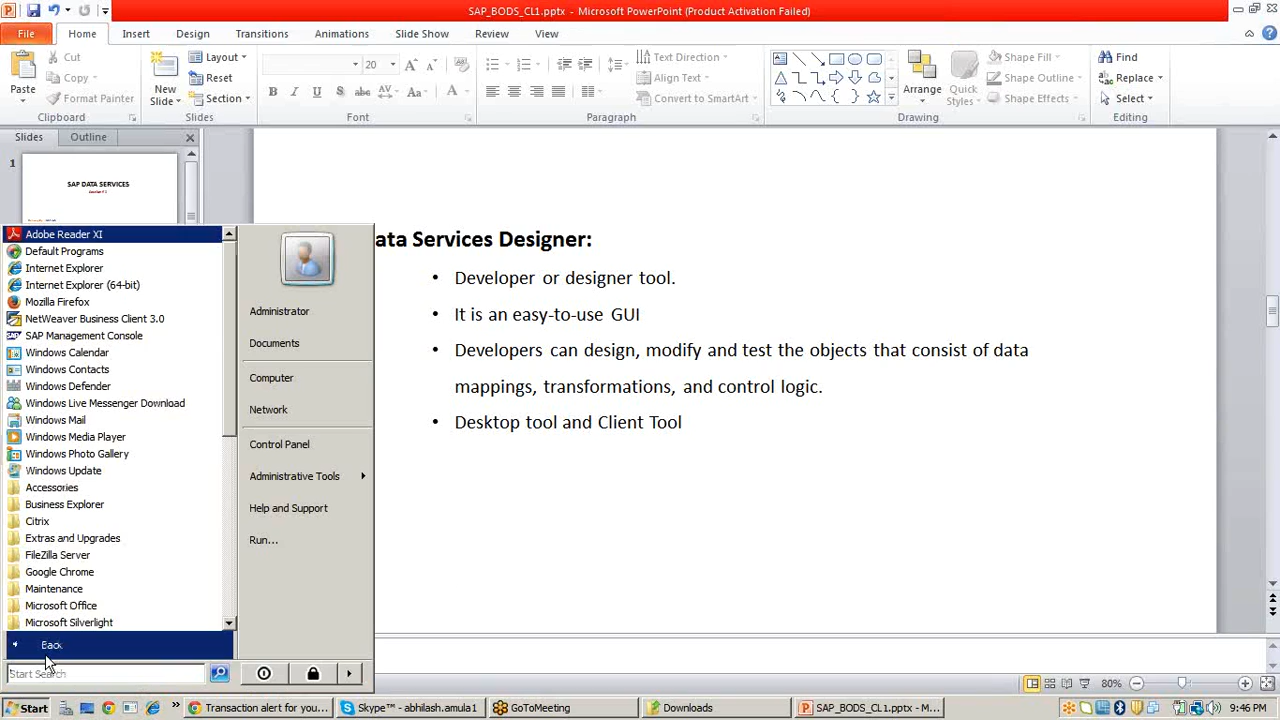 SAP_BODS_CL1.pptx - Microsoft PowerPoint (Product Activation Failed)
File Home Insert Design Transitions Animations Slide Show Review View
Paste
Cut
Copy
Format Painter
Clipboard
New Slide
Layout
Reset
Section
Slides
20
Font
Text Direction
Align Text
Convert to SmartArt
Paragraph
Arrange
Quick Styles
Shape Fill
Shape Outline
Shape Effects
Drawing
Find
Replace
Select
Editing
Slides Outline
1
SAP DATA SERVICES
Adobe Reader XI
Default Programs
Internet Explorer
Internet Explorer (64-bit)
Mozilla Firefox
NetWeaver Business Client 3.0
SAP Management Console
Windows Calendar
Windows Contacts
Windows Defender
Windows Live Messenger Download
Windows Mail
Windows Media Player
Windows Photo Gallery
Windows Update
Accessories
Business Explorer
Citrix
Extras and Upgrades
FileZilla Server
Google Chrome
Maintenance
Microsoft Office
Microsoft Silverlight
Back
Start Search
Administrator
Documents
Computer
Network
Control Panel
Administrative Tools
Help and Support
Run...
ata Services Designer:
• Developer or designer tool.
• It is an easy-to-use GUI
• Developers can design, modify and test the objects that consist of data
mappings, transformations, and control logic.
• Desktop tool and Client Tool
80%
Start
Transaction alert for you...
Skype™ - abhilash.amula1
GoToMeeting
Downloads
SAP_BODS_CL1.pptx - M...
9:46 PM